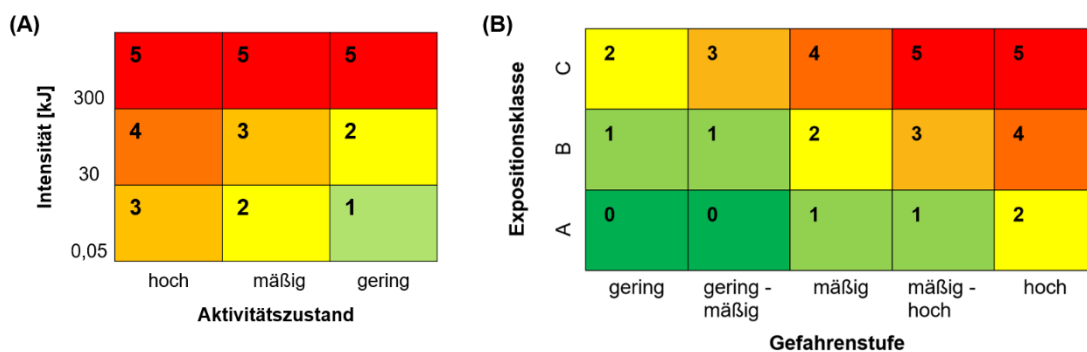 (A)
Intensität [kJ]
5 5 5
300
4 3 2
30
3 2 1
0,05
hoch mäßig gering
Aktivitätszustand
(B)
Expositionsklasse
C
2 3 4 5 5
B
1 1 2 3 4
A
0 0 1 1 2
gering gering - mäßig mäßig - hoch
mäßig hoch
Gefahrenstufe